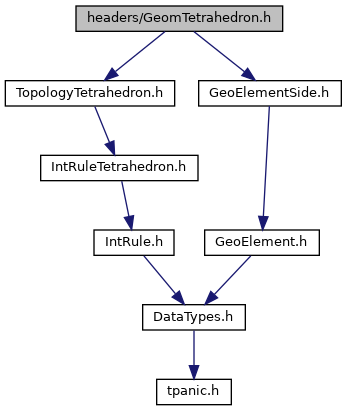 headers/GeomTetrahedron.h
TopologyTetrahedron.h
GeoElementSide.h
IntRuleTetrahedron.h
IntRule.h
GeoElement.h
DataTypes.h
tpanic.h